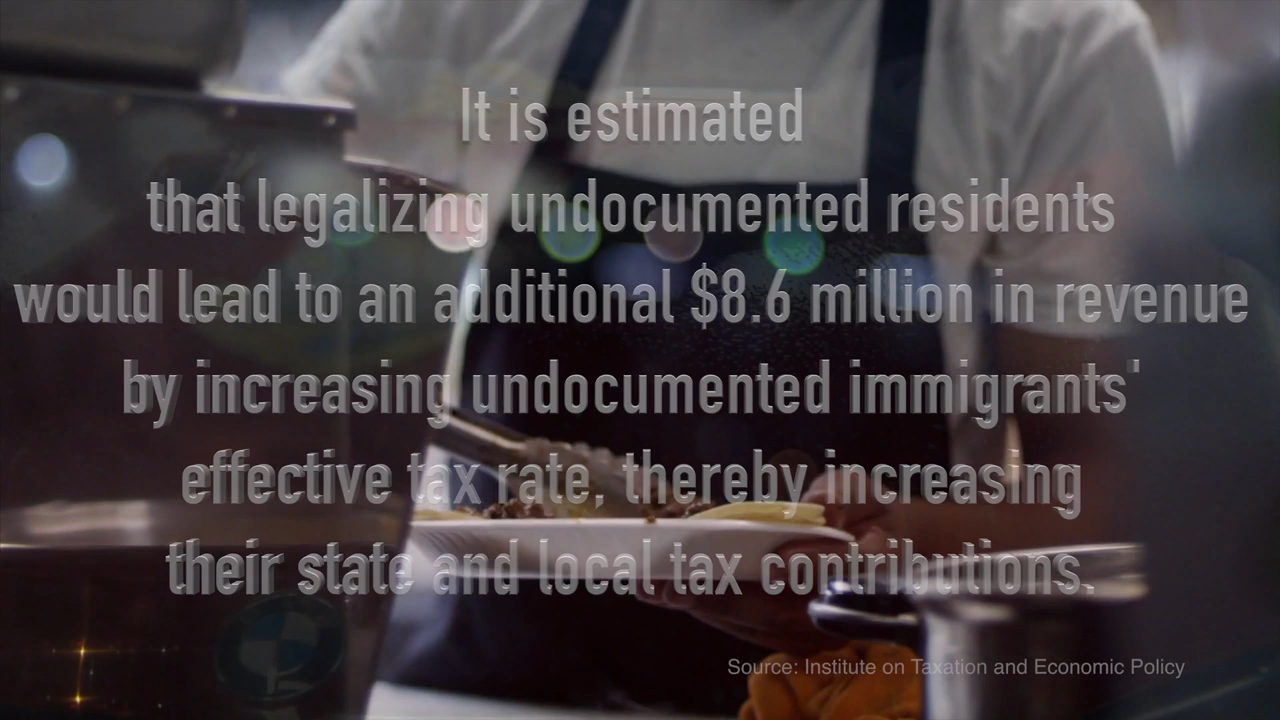 It is estimated
that legalizing undocumented residents
would lead to an additional $8.6 million in revenue
by increasing undocumented immigrants'
effective tax rate, thereby increasing
their state and local tax contributions.
Source: Institute on Taxation and Economic Policy